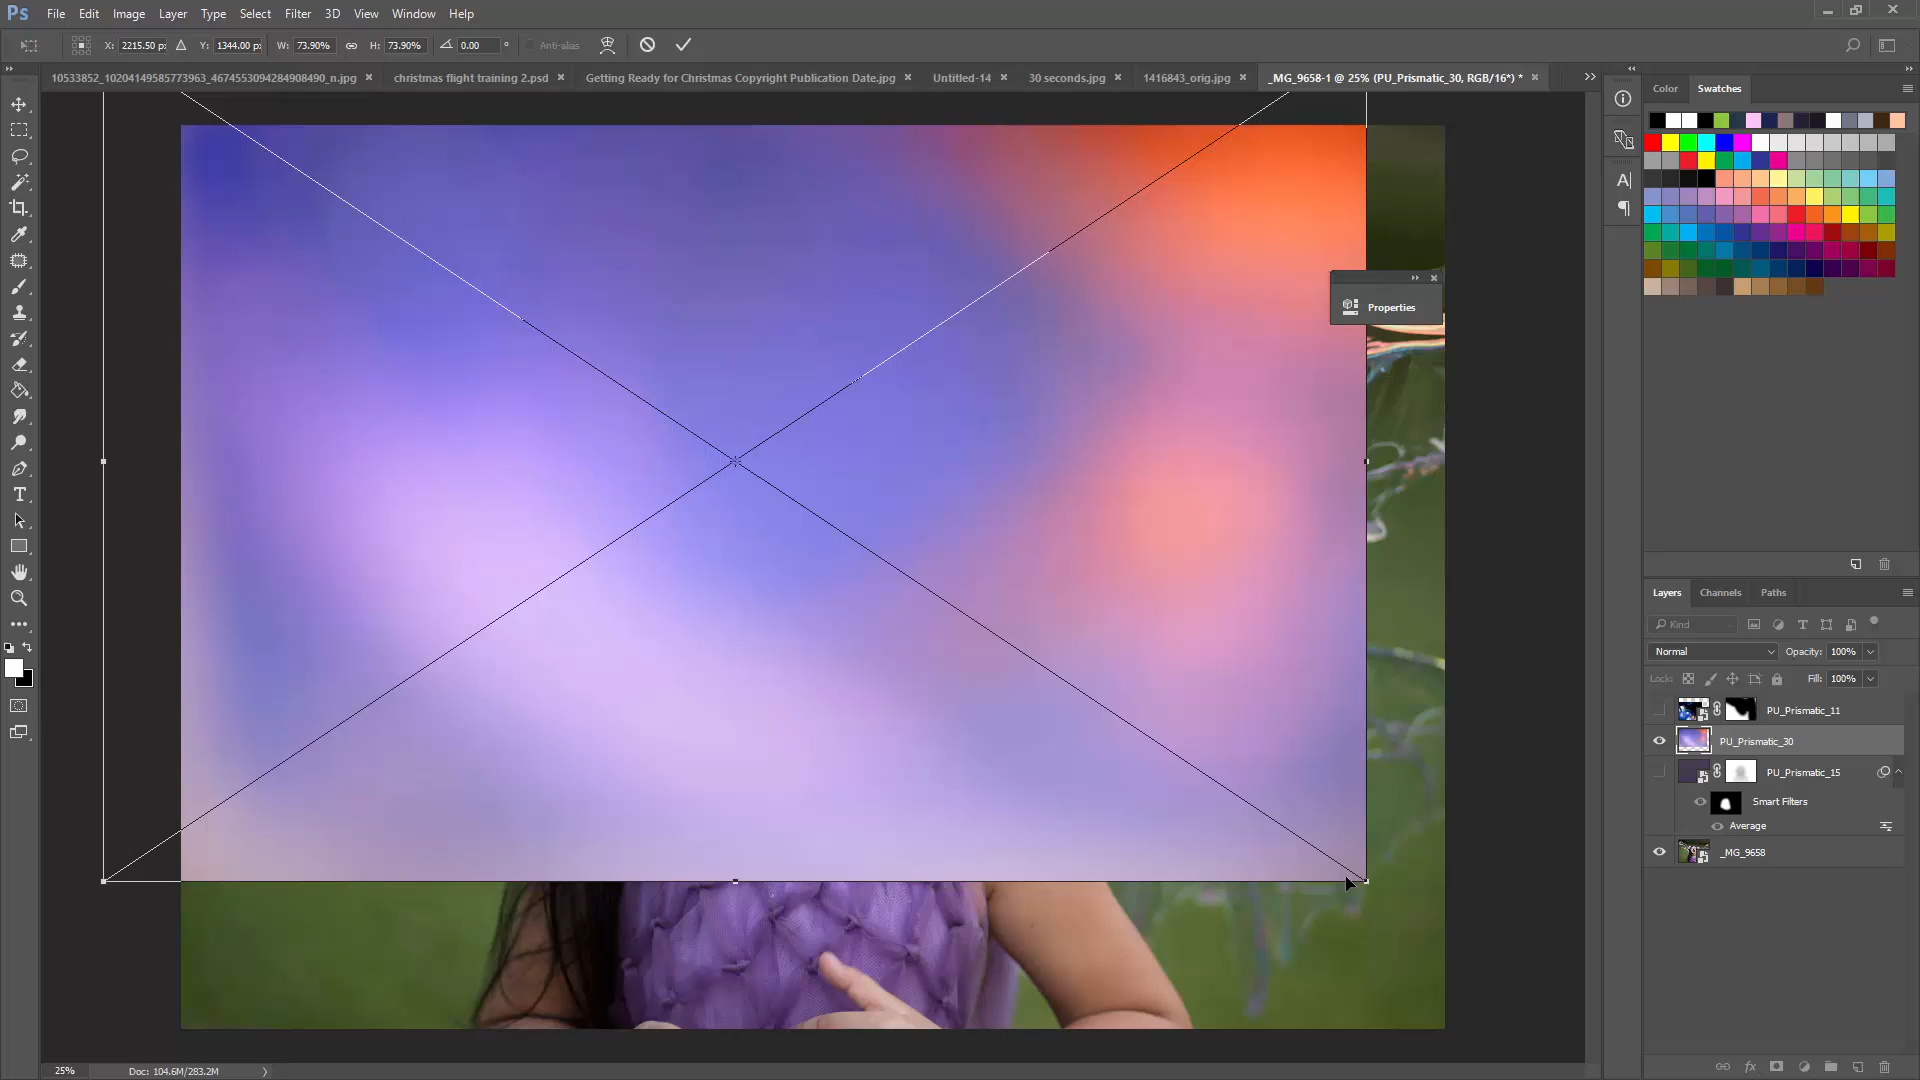 Ps File Edit Image Layer Type Select Filter 3D View Window Help
X: 2215.50 px Y: 1344.00 px W: 73.90% H: 73.90% 0.00 ° Anti-alias
10533852_10204149585773963_4674553094284908490_n.jpg × christmas flight training 2.psd × Getting Ready for Christmas Copyright Publication Date.jpg × Untitled-14 × 30 seconds.jpg × 1416843_orig.jpg × _MG_9658-1 @ 25% (PU_Prismatic_30, RGB/16*) * ×
Color Swatches
Properties
Layers Channels Paths
Kind
Normal Opacity: 100%
Lock: Fill: 100%
PU_Prismatic_11
PU_Prismatic_30
PU_Prismatic_15
Smart Filters
Average
_MG_9658
25% Doc: 104.6M/283.2M